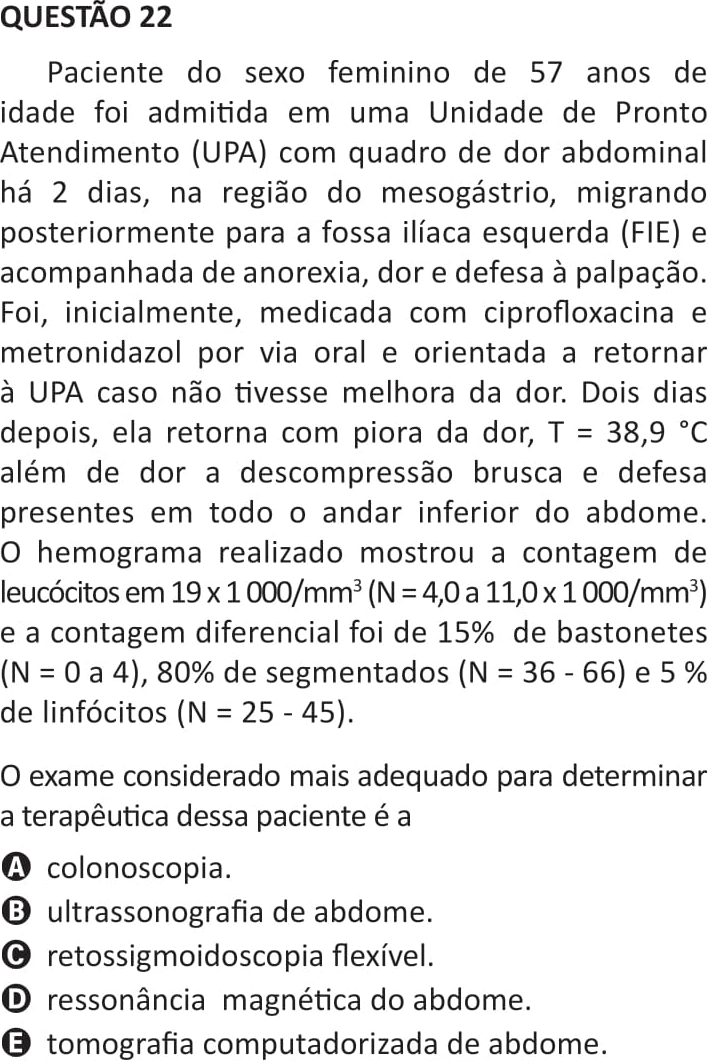 QUESTÃO 22
Paciente do sexo feminino de 57 anos de
idade foi admitida em uma Unidade de Pronto
Atendimento (UPA) com quadro de dor abdominal
há 2 dias, na região do mesogástrio, migrando
posteriormente para a fossa ilíaca esquerda (FIE) e
acompanhada de anorexia, dor e defesa à palpação.
Foi, inicialmente, medicada com ciprofloxacina e
metronidazol por via oral e orientada a retornar
à UPA caso não tivesse melhora da dor. Dois dias
depois, ela retorna com piora da dor, T = 38,9 °C
além de dor a descompressão brusca e defesa
presentes em todo o andar inferior do abdome.
O hemograma realizado mostrou a contagem de
leucócitos em 19 x 1 000/mm³ (N = 4,0 a 11,0 x 1 000/mm³)
e a contagem diferencial foi de 15% de bastonetes
(N = 0 a 4), 80% de segmentados (N = 36 - 66) e 5 %
de linfócitos (N = 25 - 45).
O exame considerado mais adequado para determinar
a terapêutica dessa paciente é a
A colonoscopia.
B ultrassonografia de abdome.
C retossigmoidoscopia flexível.
D ressonância magnética do abdome.
E tomografia computadorizada de abdome.